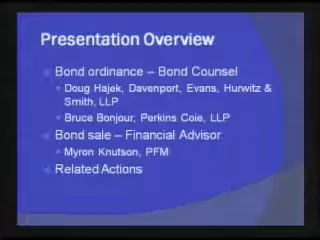 Presentation Overview
Bond ordinance – Bond Counsel
Doug Hajek, Davenport, Evans, Hurwitz &
Smith, LLP
Bruce Bonjour, Perkins Coie, LLP
Bond sale – Financial Advisor
Myron Knutson, PFM
Related Actions